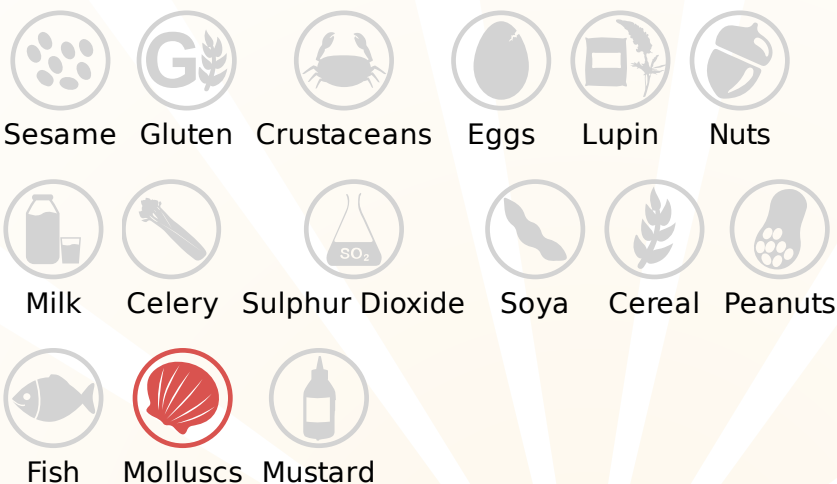 G
Sesame Gluten Crustaceans Eggs Lupin Nuts
SO₂
Milk Celery Sulphur Dioxide Soya Cereal Peanuts
Fish Molluscs Mustard